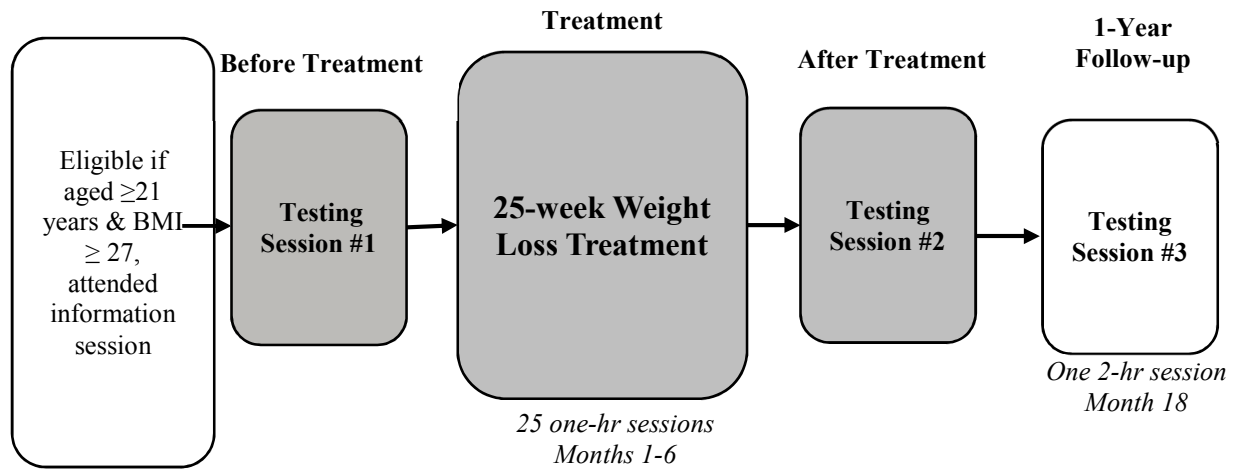 Eligible if
aged ≥21
years & BMI
≥ 27,
attended
information
session
Before Treatment
Testing
Session #1
Treatment
25-week Weight
Loss Treatment
25 one-hr sessions
Months 1-6
After Treatment
Testing
Session #2
1-Year
Follow-up
Testing
Session #3
One 2-hr session
Month 18